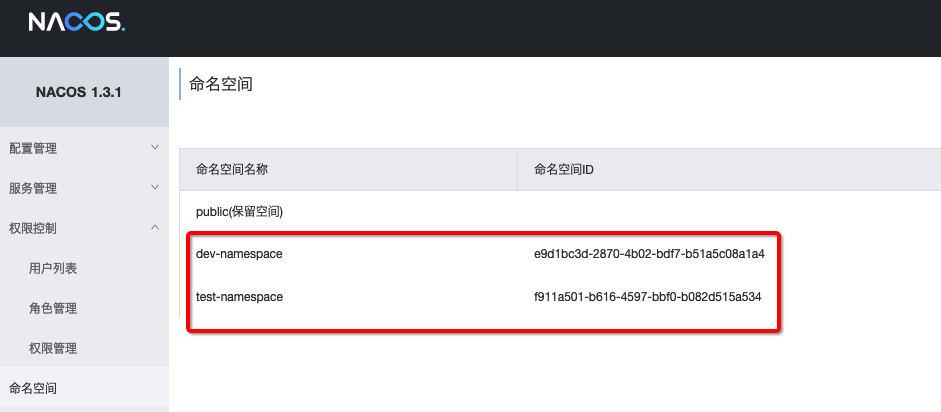 NACOS.
NACOS 1.3.1
配置管理
服务管理
权限控制
用户列表
角色管理
权限管理
命名空间
命名空间
命名空间名称 命名空间ID
public(保留空间)
dev-namespace e9d1bc3d-2870-4b02-bdf7-b51a5c08a1a4
test-namespace f911a501-b616-4597-bbf0-b082d515a534